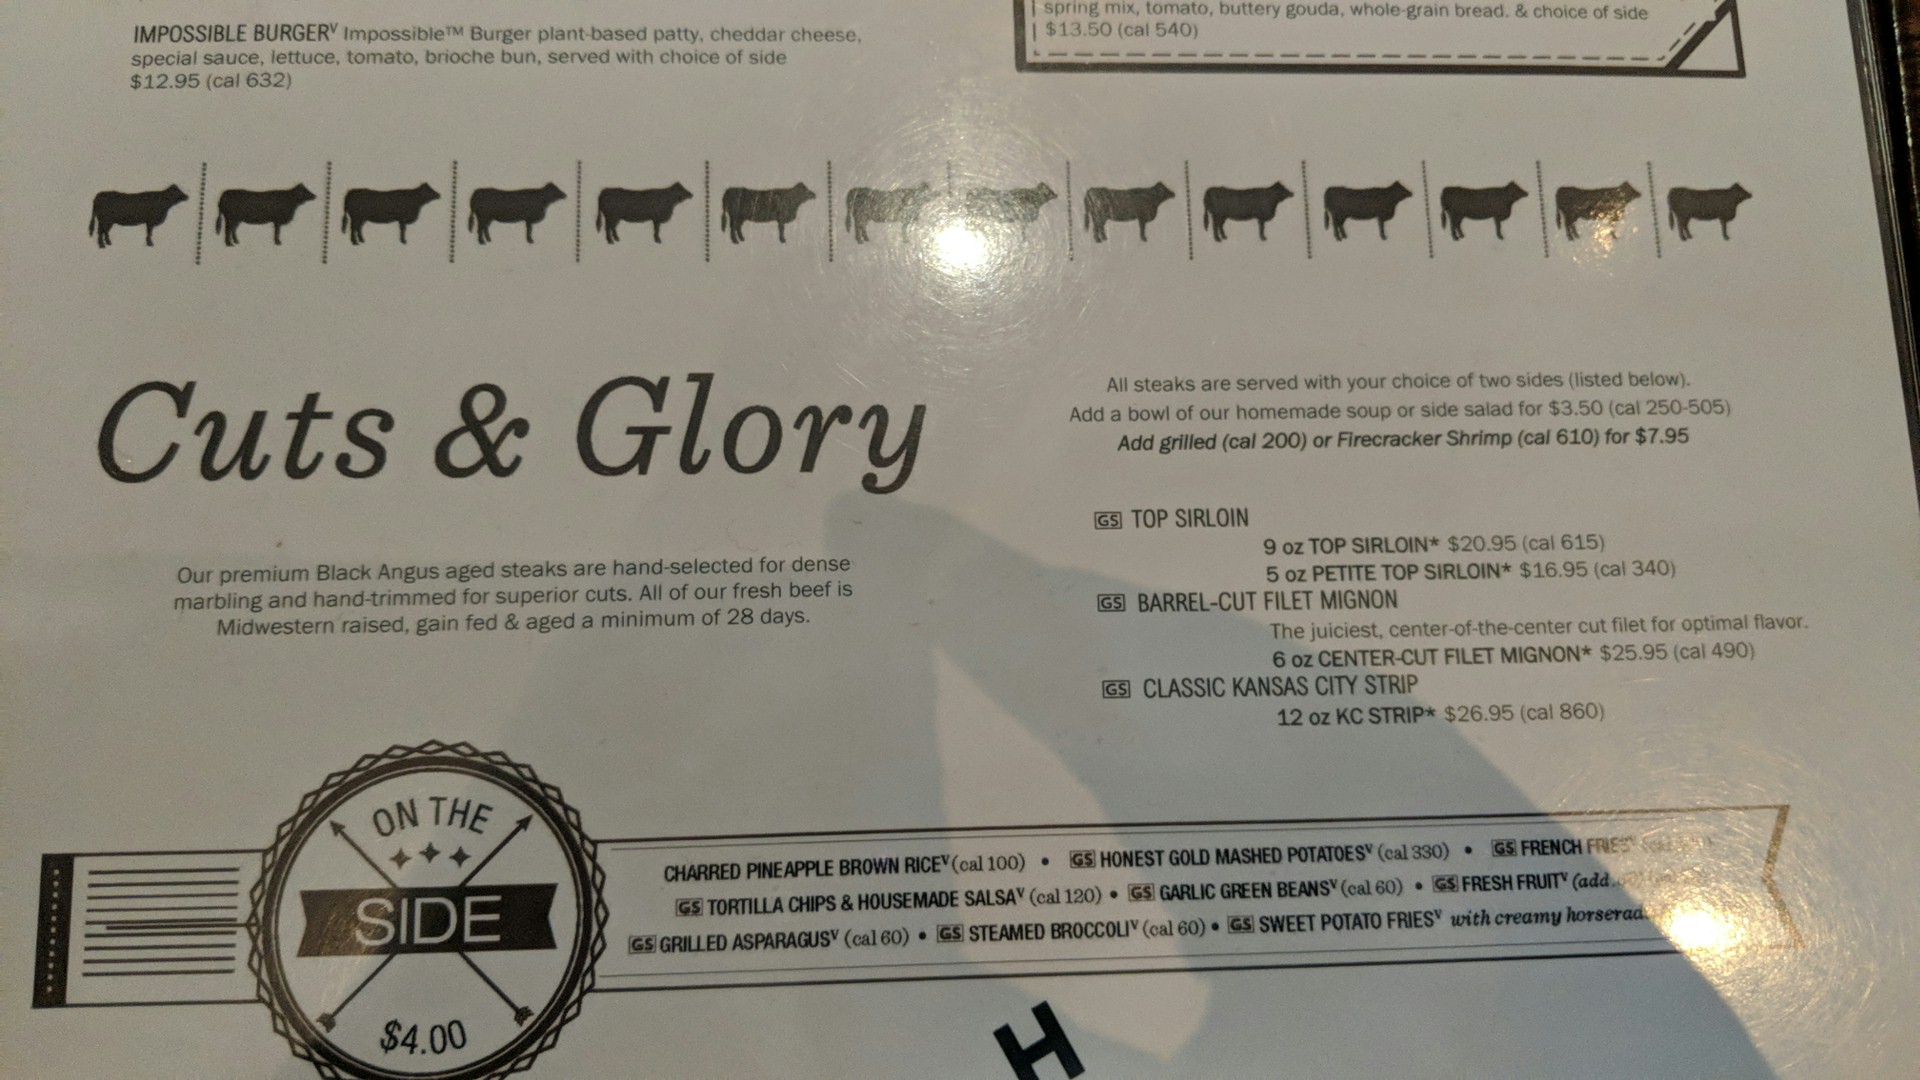 IMPOSSIBLE BURGERⱽ Impossible™ Burger plant-based patty, cheddar cheese,
special sauce, lettuce, tomato, brioche bun, served with choice of side
$12.95 (cal 632)
spring mix, tomato, buttery gouda, whole-grain bread. & choice of side
$13.50 (cal 540)
Cuts & Glory
Our premium Black Angus aged steaks are hand-selected for dense
marbling and hand-trimmed for superior cuts. All of our fresh beef is
Midwestern raised, gain fed & aged a minimum of 28 days.
All steaks are served with your choice of two sides (listed below).
Add a bowl of our homemade soup or side salad for $3.50 (cal 250-505)
Add grilled (cal 200) or Firecracker Shrimp (cal 610) for $7.95
GS TOP SIRLOIN
9 oz TOP SIRLOIN* $20.95 (cal 615)
5 oz PETITE TOP SIRLOIN* $16.95 (cal 340)
GS BARREL-CUT FILET MIGNON
The juiciest, center-of-the-center cut filet for optimal flavor.
6 oz CENTER-CUT FILET MIGNON* $25.95 (cal 490)
GS CLASSIC KANSAS CITY STRIP
12 oz KC STRIP* $26.95 (cal 860)
ON THE
SIDE
$4.00
CHARRED PINEAPPLE BROWN RICEⱽ (cal 100) • GS HONEST GOLD MASHED POTATOESⱽ (cal 330) • GS FRENCH FRIESⱽ
GS TORTILLA CHIPS & HOUSEMADE SALSAⱽ (cal 120) • GS GARLIC GREEN BEANSⱽ (cal 60) • GS FRESH FRUITⱽ (add
GS GRILLED ASPARAGUSⱽ (cal 60) • GS STEAMED BROCCOLIⱽ (cal 60) • GS SWEET POTATO FRIESⱽ with creamy horserad
H